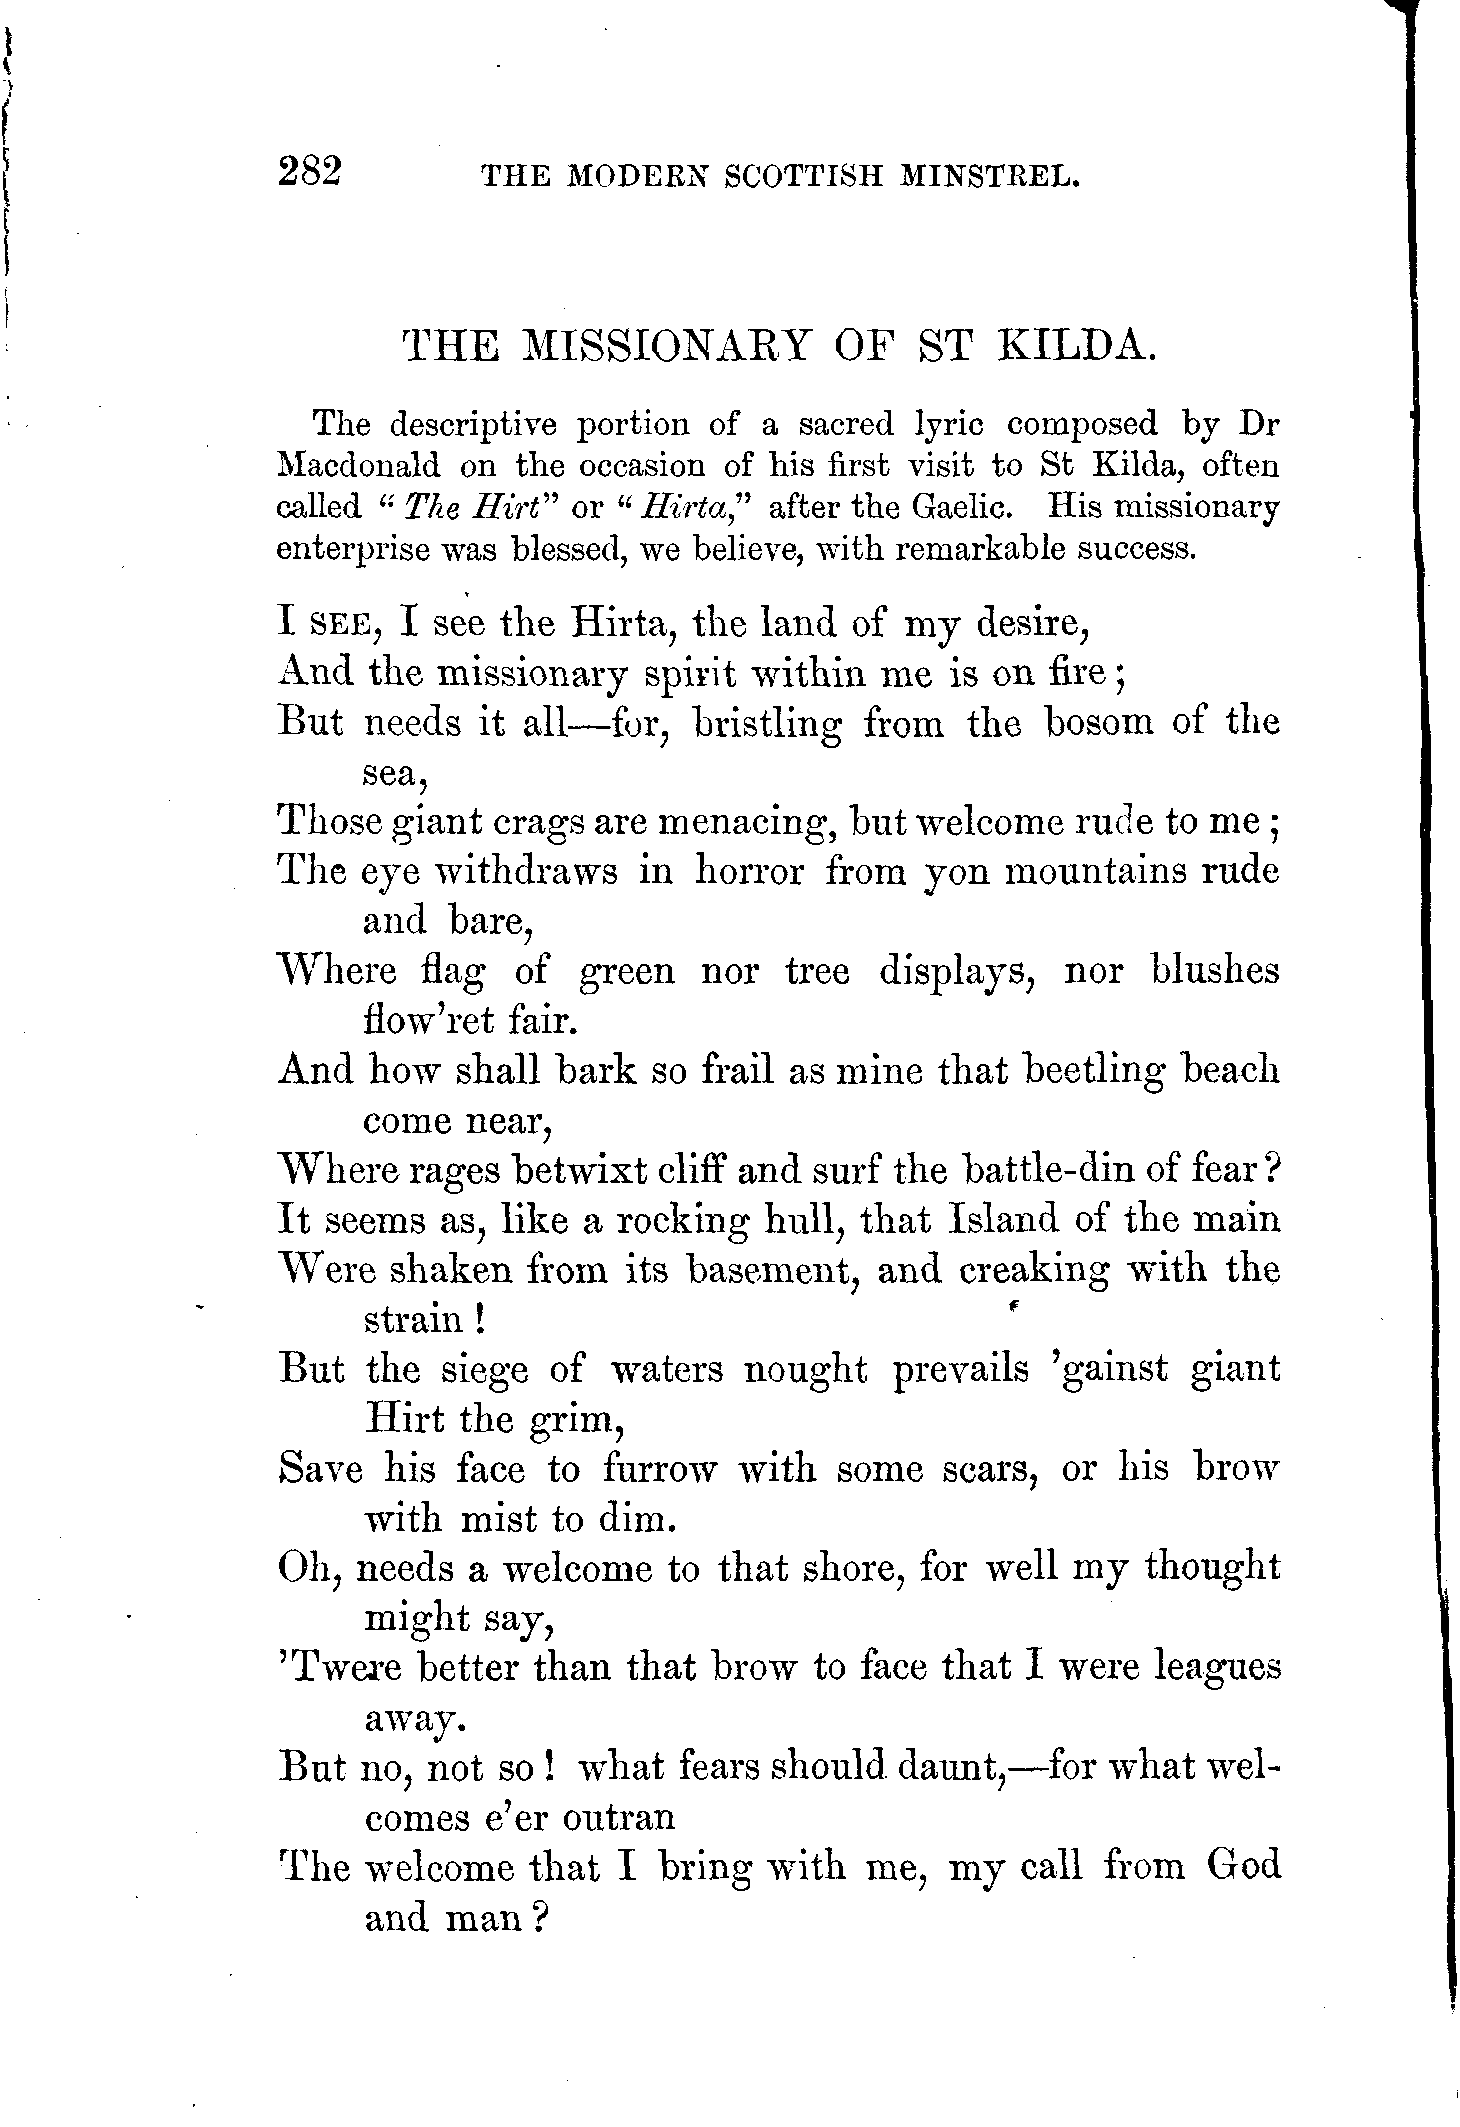 282 THE MODERN SCOTTISH MINSTREL.
THE MISSIONARY OF ST KILDA.
The descriptive portion of a sacred lyric composed by Dr
Macdonald on the occasion of his first visit to St Kilda, often
called “ The Hirt” or “ Hirta,” after the Gaelic. His missionary
enterprise was blessed, we believe, with remarkable success.
I SEE, I see the Hirta, the land of my desire,
And the missionary spirit within me is on fire ;
But needs it all—for, bristling from the bosom of the
sea,
Those giant crags are menacing, but welcome rude to me ;
The eye withdraws in horror from yon mountains rude
and bare,
Where flag of green nor tree displays, nor blushes
flow’ret fair.
And how shall bark so frail as mine that beetling beach
come near,
Where rages betwixt cliff and surf the battle-din of fear ?
It seems as, like a rocking hull, that Island of the main
Were shaken from its basement, and creaking with the
strain !
But the siege of waters nought prevails ’gainst giant
Hirt the grim,
Save his face to furrow with some scars, or his brow
with mist to dim.
Oh, needs a welcome to that shore, for well my thought
might say,
’Twere better than that brow to face that I were leagues
away.
But no, not so ! what fears should daunt,—for what wel-
comes e’er outran
The welcome that I bring with me, my call from God
and man ?